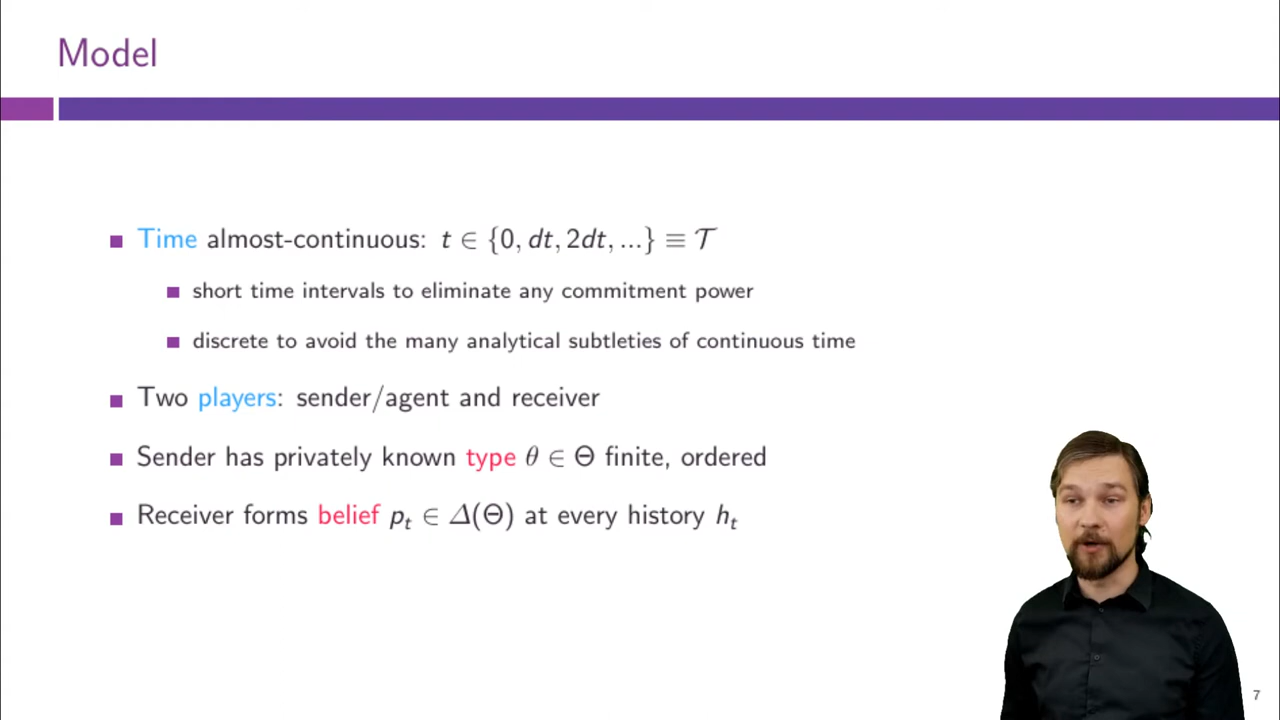 Model
Time almost-continuous: t ∈ {0, dt, 2dt, ...} ≡ 𝒯
short time intervals to eliminate any commitment power
discrete to avoid the many analytical subtleties of continuous time
Two players: sender/agent and receiver
Sender has privately known type θ ∈ Θ finite, ordered
Receiver forms belief pₜ ∈ Δ(Θ) at every history hₜ
7